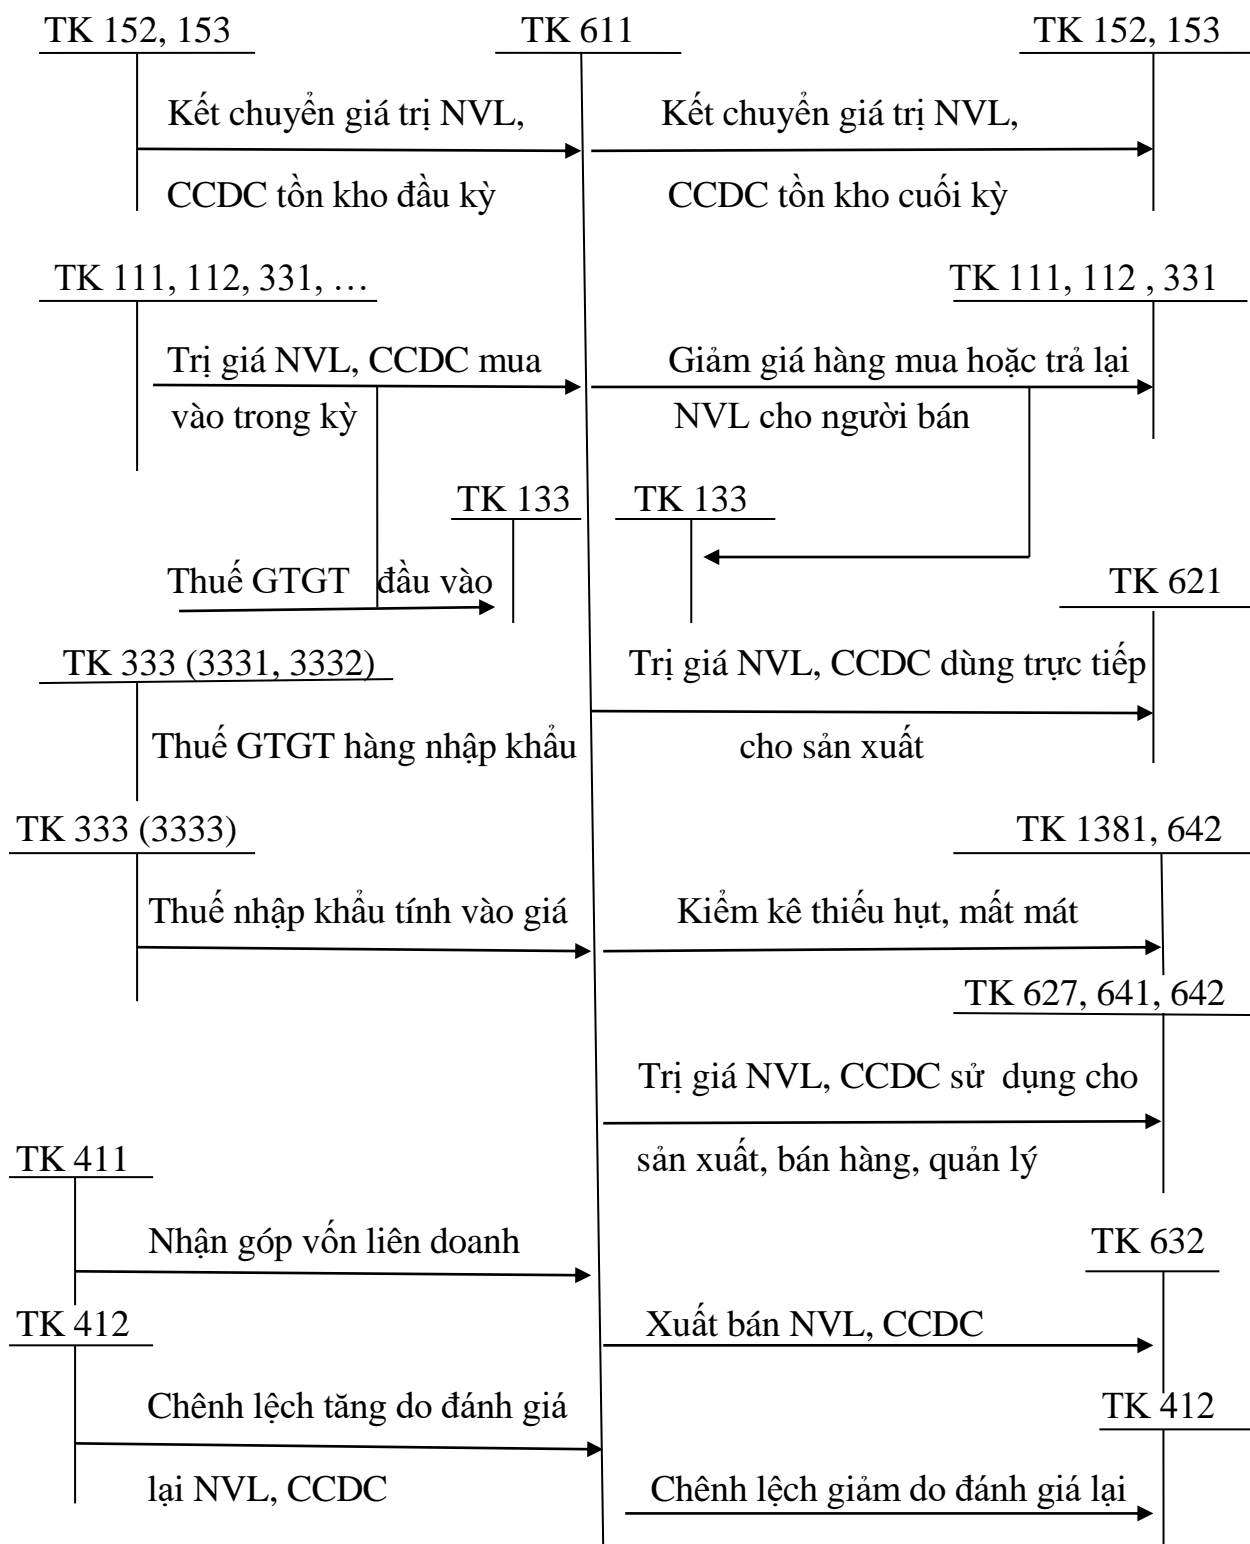 TK 152, 153
TK 611
TK 152, 153
Kết chuyển giá trị NVL,
Kết chuyển giá trị NVL,
CCDC tồn kho đầu kỳ
CCDC tồn kho cuối kỳ
TK 111, 112, 331, …
TK 111, 112 , 331
Trị giá NVL, CCDC mua
Giảm giá hàng mua hoặc trả lại
vào trong kỳ
NVL cho người bán
TK 133
TK 133
Thuế GTGT đầu vào
TK 621
TK 333 (3331, 3332)
Trị giá NVL, CCDC dùng trực tiếp
Thuế GTGT hàng nhập khẩu
cho sản xuất
TK 333 (3333)
TK 1381, 642
Thuế nhập khẩu tính vào giá
Kiểm kê thiếu hụt, mất mát
TK 627, 641, 642
Trị giá NVL, CCDC sử dụng cho
TK 411
sản xuất, bán hàng, quản lý
Nhận góp vốn liên doanh
TK 632
TK 412
Xuất bán NVL, CCDC
Chênh lệch tăng do đánh giá
TK 412
lại NVL, CCDC
Chênh lệch giảm do đánh giá lại